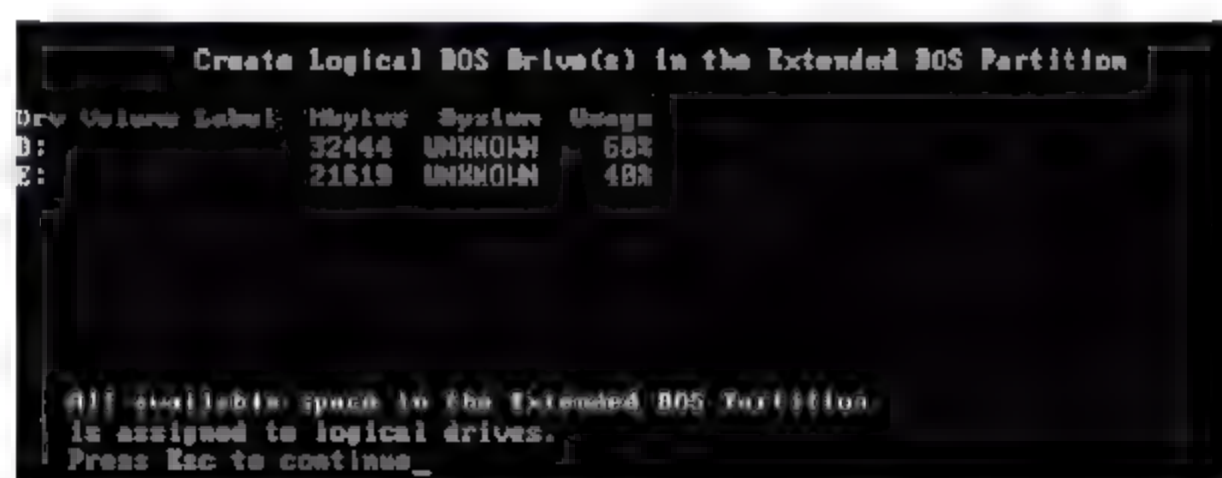 Create Logical DOS Drive(s) in the Extended DOS Partition
Drv Volume Label Mbytes System Usage
D: 32444 UNKNOWN 60%
E: 21619 UNKNOWN 40%
All available space in the Extended DOS Partition
is assigned to logical drives.
Press Esc to continue_